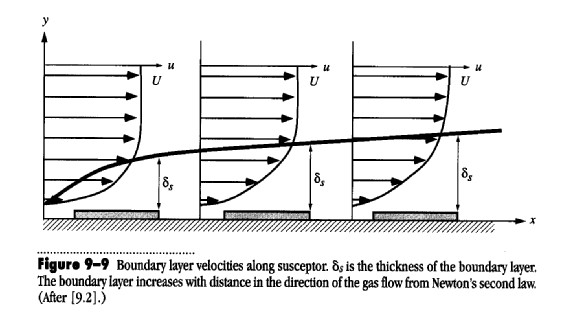 y
u u u
U U U
δs δs δs
x
Figure 9–9 Boundary layer velocities along susceptor. δs is the thickness of the boundary layer.
The boundary layer increases with distance in the direction of the gas flow from Newton's second law.
(After [9.2].)